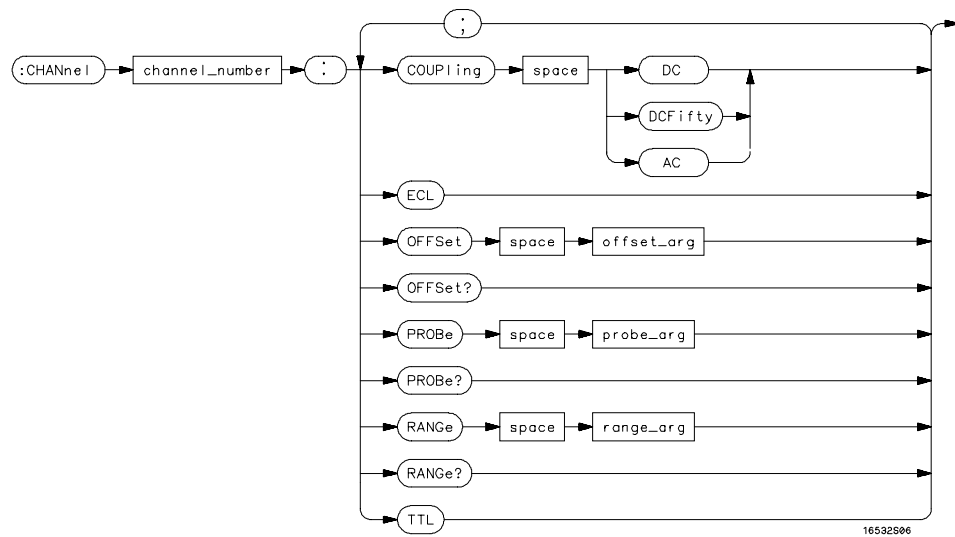 ;
:CHANnel channel_number : COUPling space DC
DCFifty
AC
ECL
OFFSet space offset_arg
OFFSet?
PROBe space probe_arg
PROBe?
RANGe space range_arg
RANGe?
TTL
16532S06